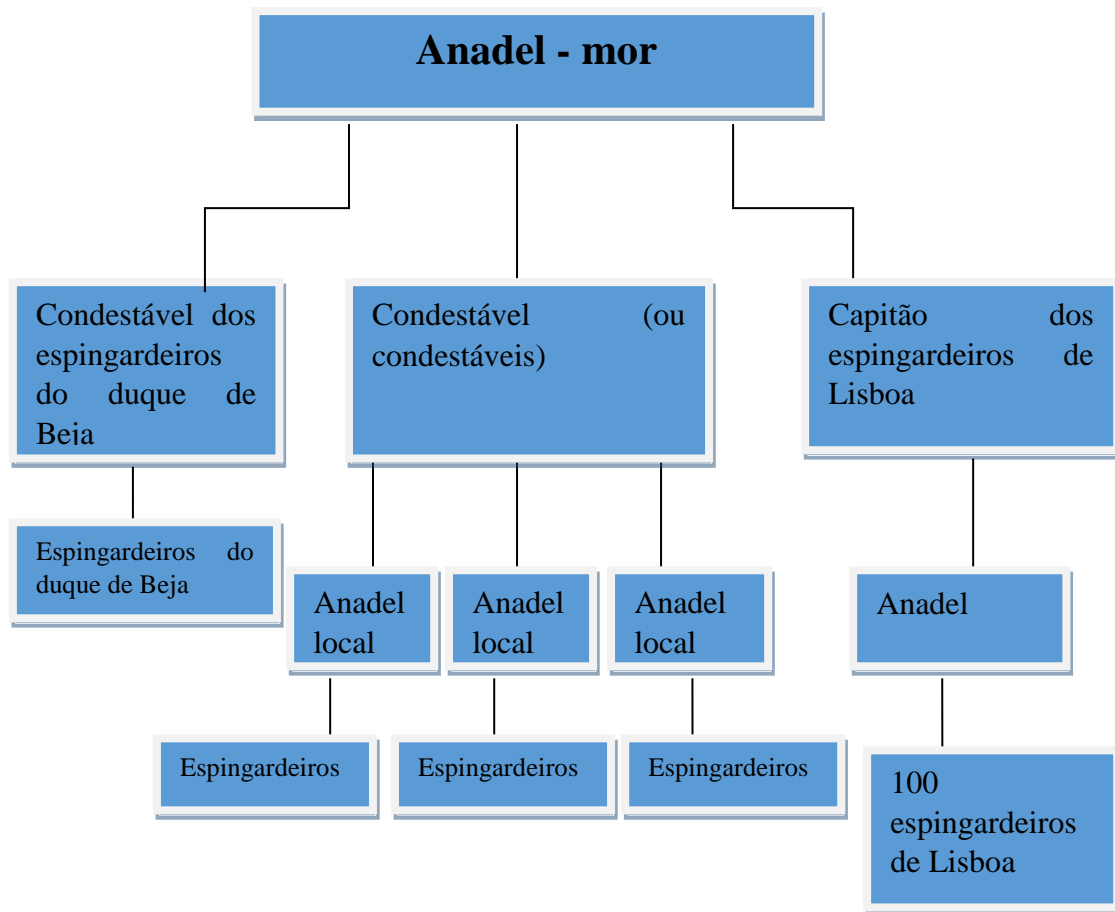 Anadel - mor
Condestável dos
espingardeiros
do duque de
Beja
Condestável (ou
condestáveis)
Capitão dos
espingardeiros de
Lisboa
Espingardeiros do
duque de Beja
Anadel
local
Anadel
local
Anadel
local
Anadel
Espingardeiros
Espingardeiros
Espingardeiros
100
espingardeiros
de Lisboa